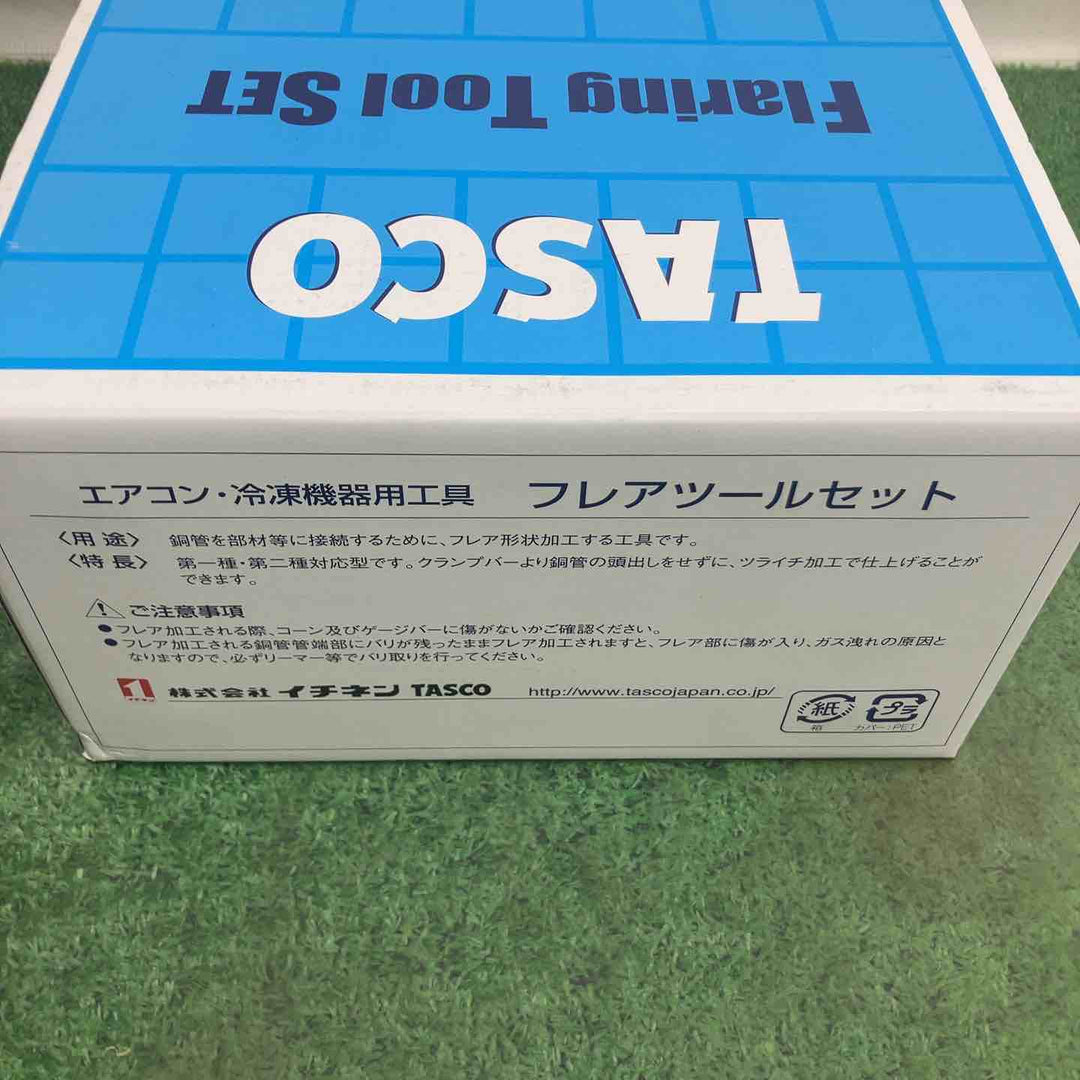 Flaring Tool SET
TASCO
エアコン・冷凍機器用工具 フレアツールセット
〈用途〉 銅管を部材等に接続するために、フレア形状加工する工具です。
〈特長〉 第一種・第二種対応型です。クランプバーより銅管の頭出しをせずに、ツライチ加工で仕上げることが
できます。
ご注意事項
●フレア加工される際、コーン及びゲージバーに傷がないかご確認ください。
●フレア加工される銅管管端部にバリが残ったままフレア加工されますと、フレア部に傷が入り、ガス洩れの原因と
なりますので、必ずリーマー等でバリ取りを行ってください。
株式会社イチネンTASCO http://www.tascojapan.co.jp/
紙 プラ
箱 カバー:PET